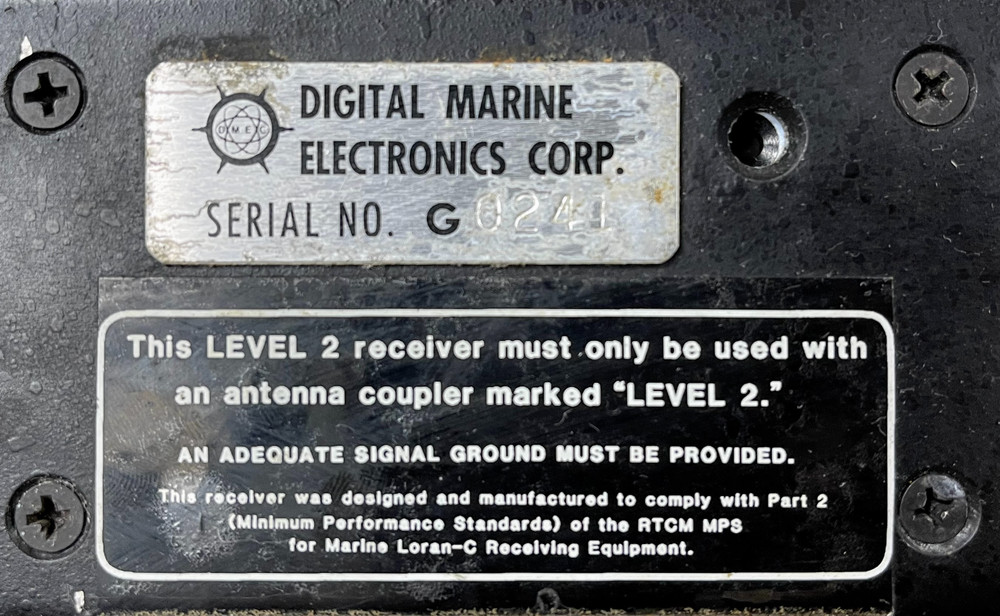 DIGITAL MARINE
ELECTRONICS CORP.
DMEC
SERIAL NO. G 0241
This LEVEL 2 receiver must only be used with
an antenna coupler marked “LEVEL 2.”
AN ADEQUATE SIGNAL GROUND MUST BE PROVIDED.
This receiver was designed and manufactured to comply with Part 2
(Minimum Performance Standards) of the RTCM MPS
for Marine Loran-C Receiving Equipment.